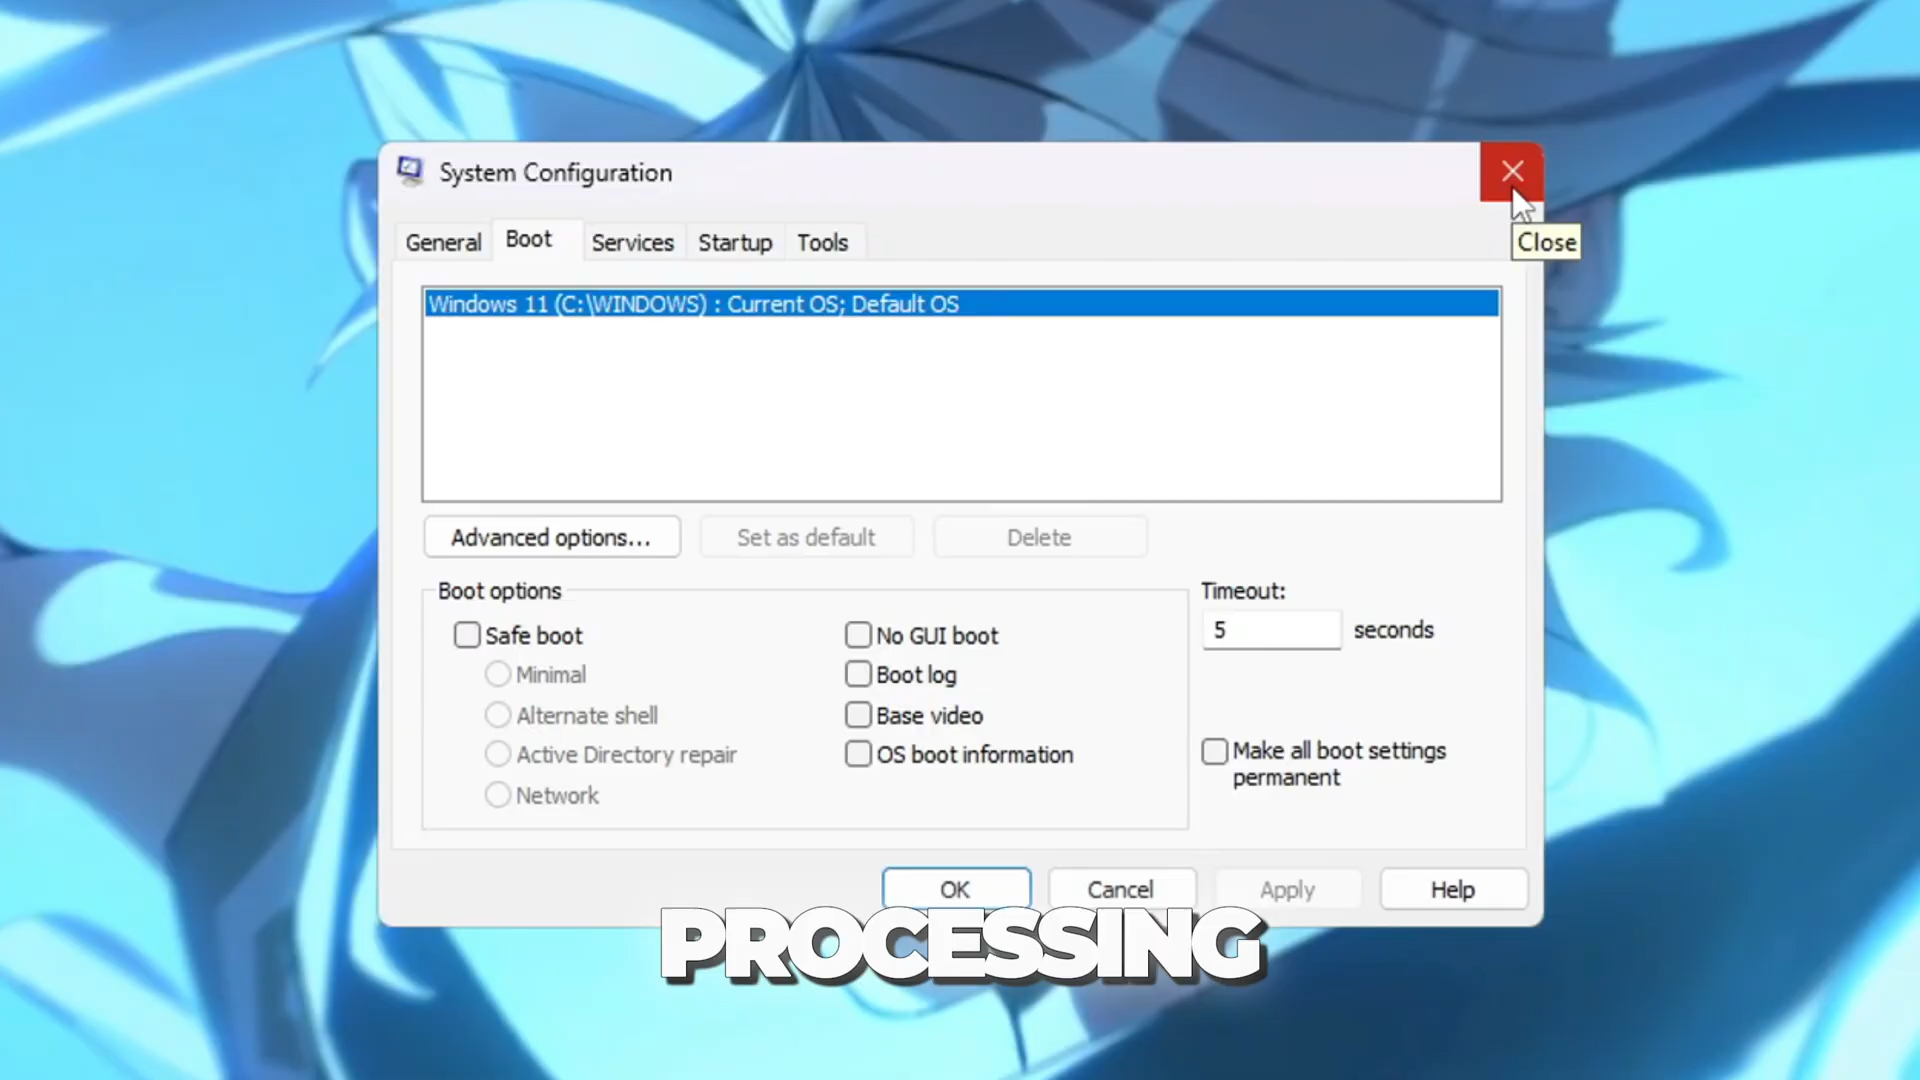 System Configuration
Close
General Boot Services Startup Tools
Windows 11 (C:\WINDOWS) : Current OS; Default OS
Advanced options... Set as default Delete
Boot options
Timeout:
Safe boot
No GUI boot
5 seconds
Minimal
Boot log
Alternate shell
Base video
Active Directory repair
OS boot information
Make all boot settings
permanent
Network
OK Cancel Apply Help
PROCESSING